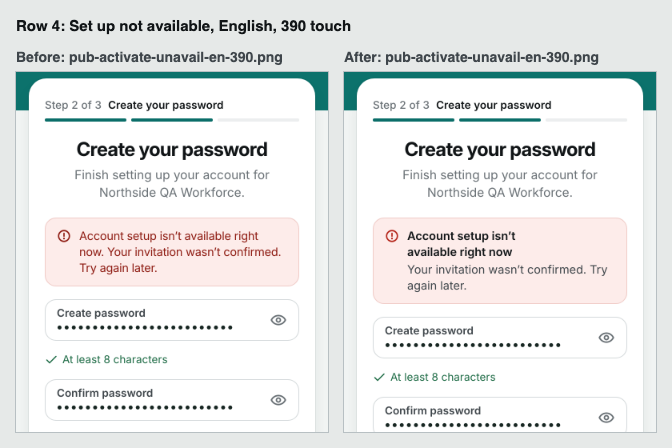 Row 4: Set up not available, English, 390 touch
Before: pub-activate-unavail-en-390.png
Step 2 of 3 Create your password
Create your password
Finish setting up your account for
Northside QA Workforce.
Account setup isn’t available right
now. Your invitation wasn’t confirmed.
Try again later.
Create password
At least 8 characters
Confirm password
After: pub-activate-unavail-en-390.png
Step 2 of 3 Create your password
Create your password
Finish setting up your account for
Northside QA Workforce.
Account setup isn’t
available right now
Your invitation wasn’t confirmed. Try
again later.
Create password
At least 8 characters
Confirm password